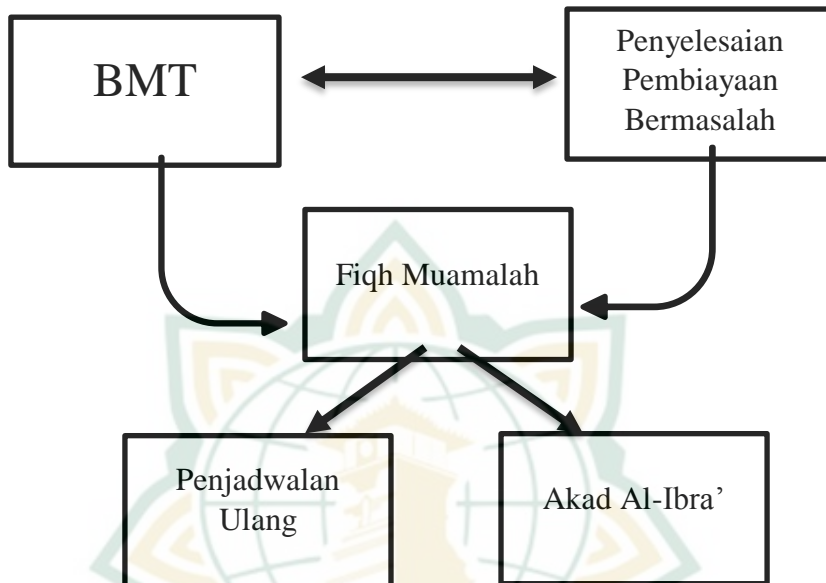 BMT
Penyelesaian
Pembiayaan
Bermasalah
Fiqh Muamalah
Penjadwalan
Ulang
Akad Al-Ibra’